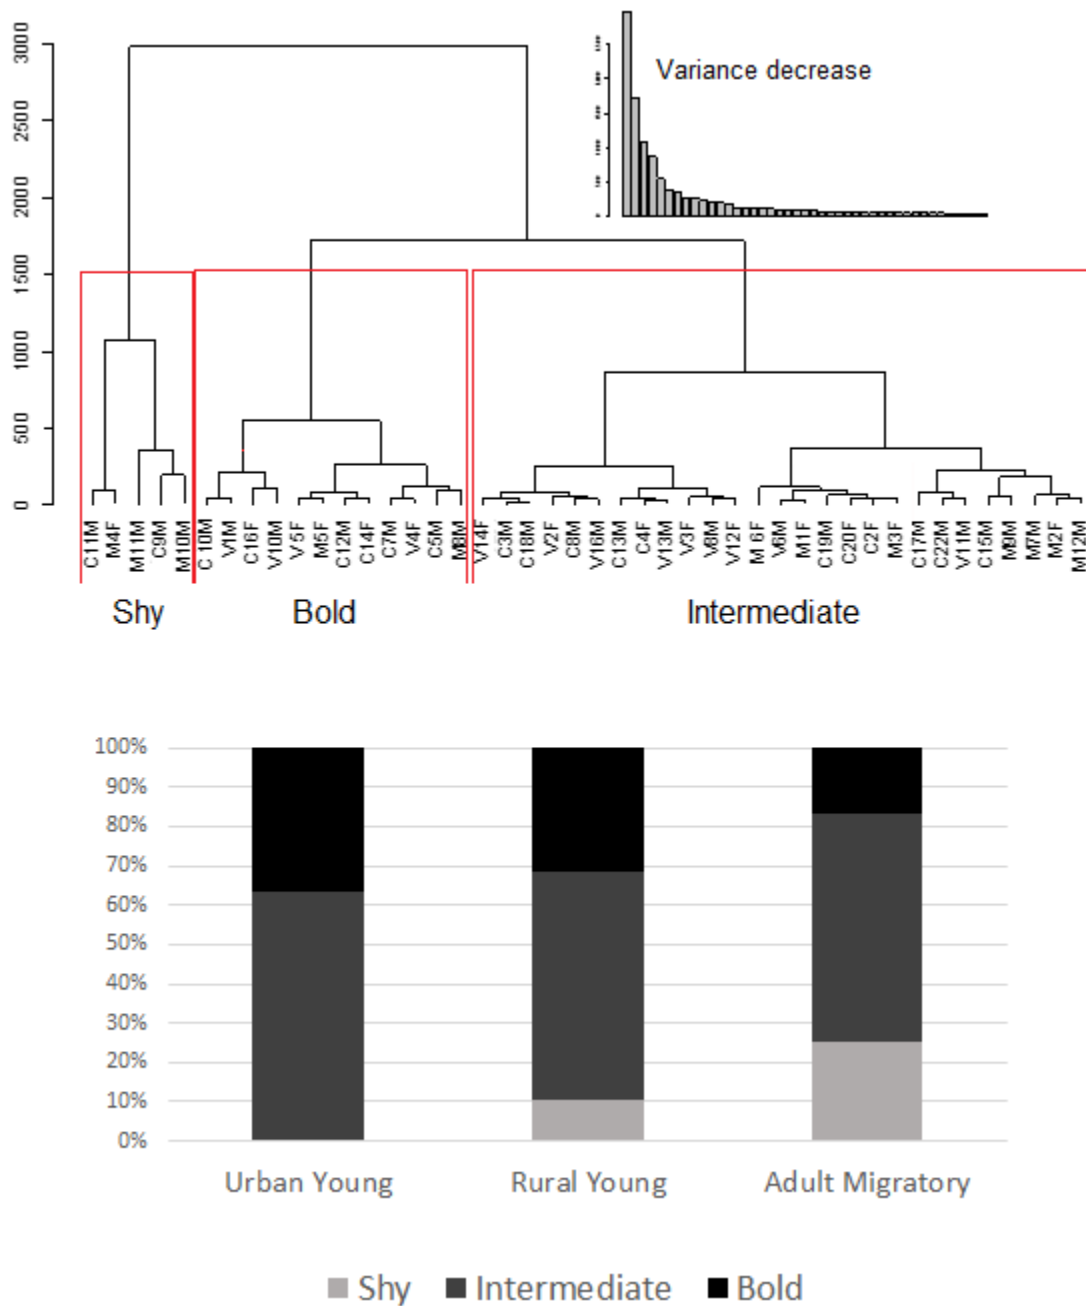 3000
2500
2000
1500
1000
500
0
Variance decrease
C11M
M4F
M11M
C9M
M10M
C10M
V1M
C16F
V10M
V5F
M5F
C12M
C14F
C7M
V4F
C5M
M8M
V14F
C3M
C18M
V2F
C8M
V16M
C13M
C4F
V13M
V3F
V8M
V12F
M 6F
V6M
M1F
C19M
C20F
C2F
M3F
C17M
C22M
V11M
C15M
M9M
M7M
M2F
M12M
Shy Bold Intermediate
100%
90%
80%
70%
60%
50%
40%
30%
20%
10%
0%
Urban Young Rural Young Adult Migratory
Shy Intermediate Bold